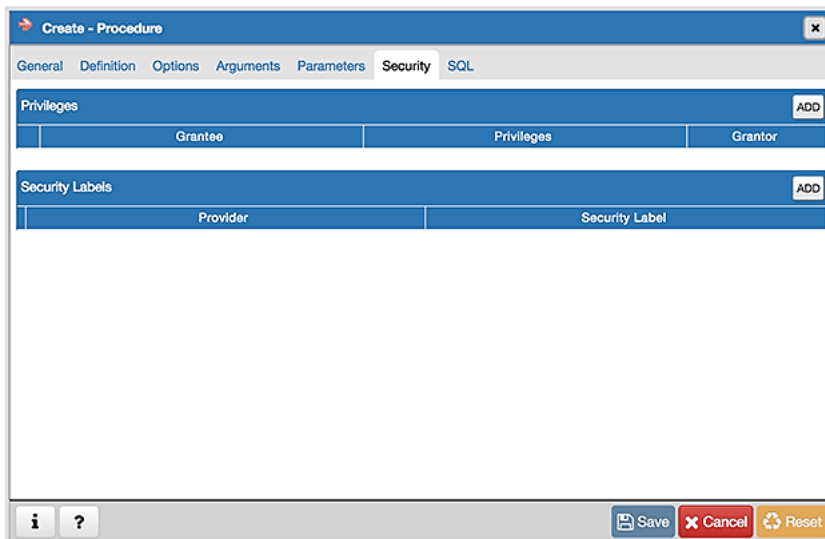 Create - Procedure
General Definition Options Arguments Parameters Security SQL
Privileges ADD
Grantee Privileges Grantor
Security Labels ADD
Provider Security Label
i ? Save Cancel Reset